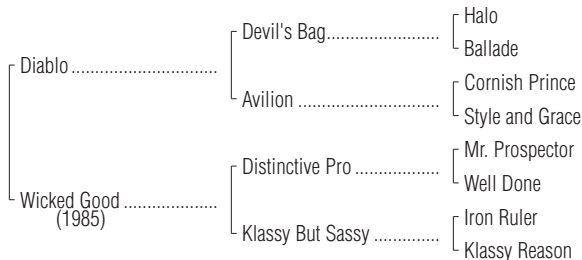 Halo
Devil's Bag........................
Ballade
Diablo ...............................
Cornish Prince
Avilion ..............................
Style and Grace
Mr. Prospector
Distinctive Pro ..................
Well Done
Wicked Good ....................
(1985)
Iron Ruler
Klassy But Sassy ..............
Klassy Reason